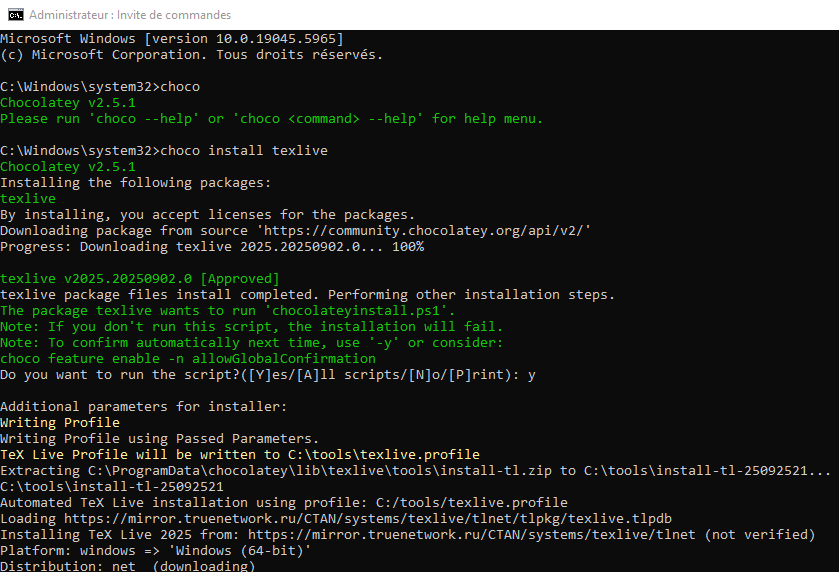 Administrateur : Invite de commandes
Microsoft Windows [version 10.0.19045.5965]
(c) Microsoft Corporation. Tous droits réservés.
C:\Windows\system32>choco
Chocolatey v2.5.1
Please run 'choco --help' or 'choco <command> --help' for help menu.
C:\Windows\system32>choco install texlive
Chocolatey v2.5.1
Installing the following packages:
texlive
By installing, you accept licenses for the packages.
Downloading package from source 'https://community.chocolatey.org/api/v2/'
Progress: Downloading texlive 2025.20250902.0... 100%
texlive v2025.20250902.0 [Approved]
texlive package files install completed. Performing other installation steps.
The package texlive wants to run 'chocolateyinstall.ps1'.
Note: If you don't run this script, the installation will fail.
Note: To confirm automatically next time, use '-y' or consider:
choco feature enable -n allowGlobalConfirmation
Do you want to run the script?([Y]es/[A]ll scripts/[N]o/[P]rint): y
Additional parameters for installer:
Writing Profile
Writing Profile using Passed Parameters.
TeX Live Profile will be written to C:\tools\texlive.profile
Extracting C:\ProgramData\chocolatey\lib\texlive\tools\install-tl.zip to C:\tools\install-tl-25092521...
C:\tools\install-tl-25092521
Automated TeX Live installation using profile: C:/tools/texlive.profile
Loading https://mirror.truenetwork.ru/CTAN/systems/texlive/tlnet/tlpkg/texlive.tlpdb
Installing TeX Live 2025 from: https://mirror.truenetwork.ru/CTAN/systems/texlive/tlnet (not verified)
Platform: windows => 'Windows (64-bit)'
Distribution: net  (downloading)